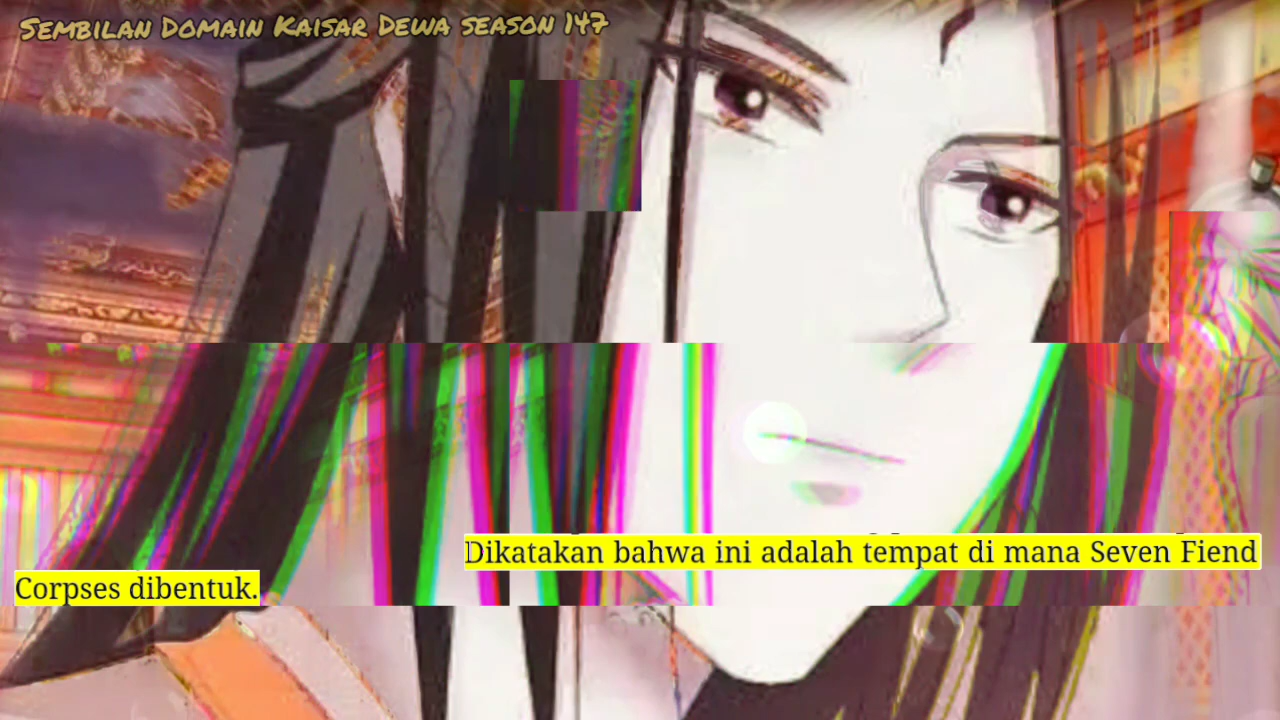 Sembilan Domain Kaisar Dewa season 147
Dikatakan bahwa ini adalah tempat di mana Seven Fiend
Corpses dibentuk.